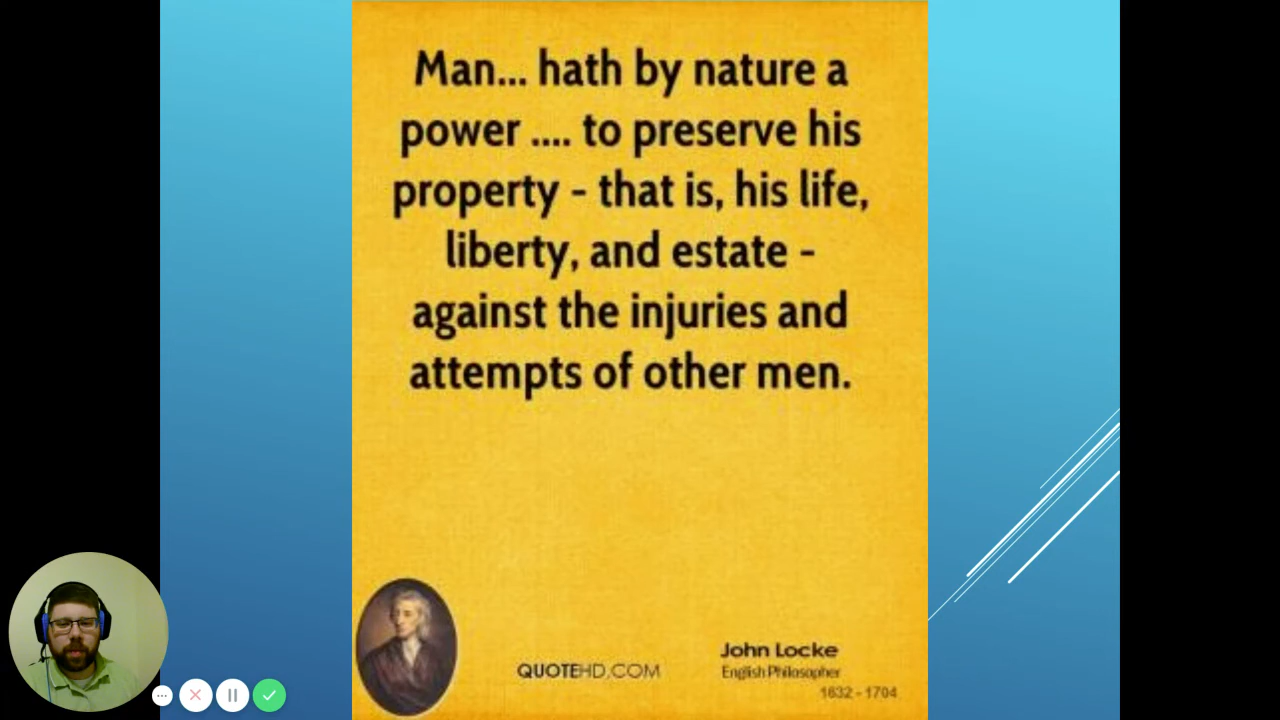 Man... hath by nature a
power .... to preserve his
property - that is, his life,
liberty, and estate -
against the injuries and
attempts of other men.
John Locke
QUOTEHD.COM
English Philosopher
1632 - 1704